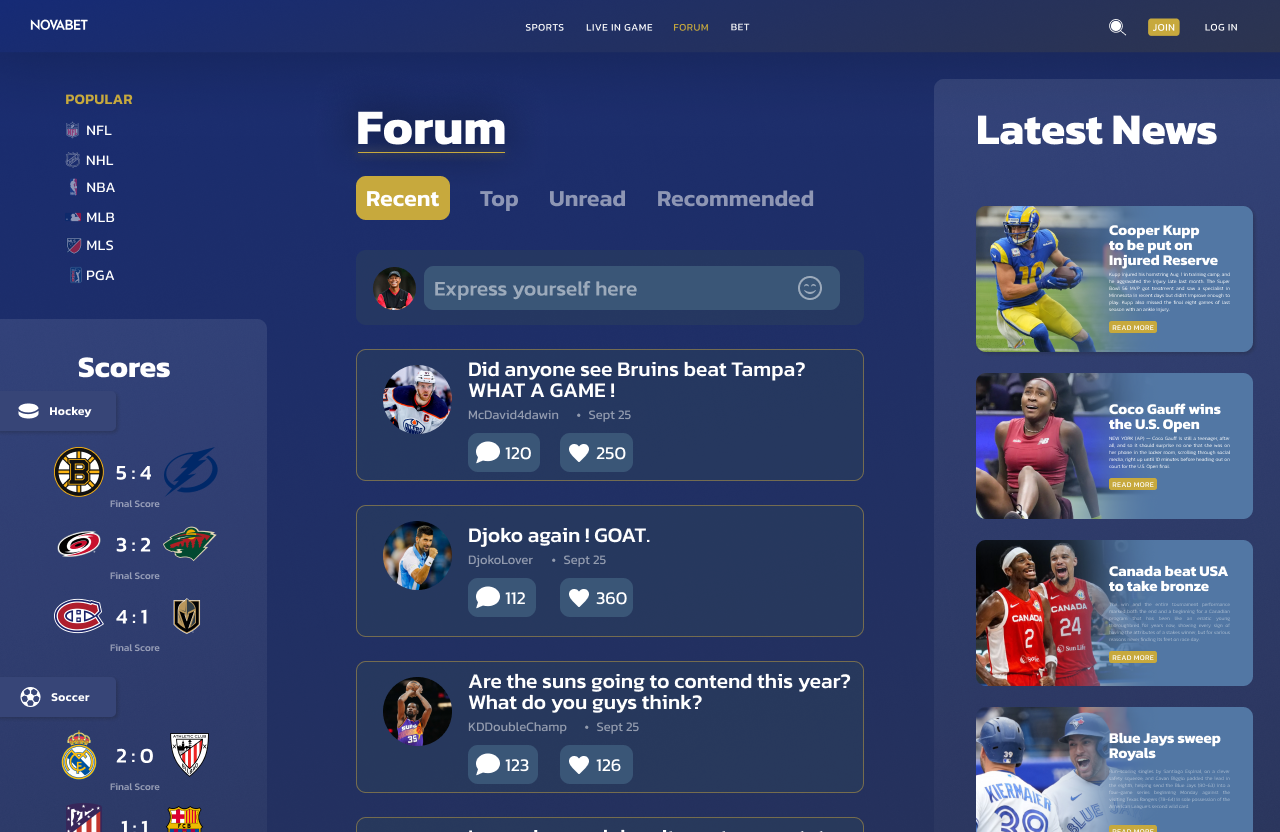 NOVABET
SPORTS
LIVE IN GAME
FORUM
BET
JOIN
LOG IN
POPULAR
NFL
NHL
NBA
MLB
MLS
PGA
Scores
Hockey
5 : 4
Final Score
3 : 2
Final Score
4 : 1
Final Score
Soccer
2 : 0
Final Score
1 : 1
Forum
Recent
Top
Unread
Recommended
Express yourself here
Did anyone see Bruins beat Tampa?
WHAT A GAME !
McDavid4dawin • Sept 25
120
250
Djoko again ! GOAT.
DjokoLover • Sept 25
112
360
Are the suns going to contend this year?
What do you guys think?
KDDoubleChamp • Sept 25
123
126
Latest News
Cooper Kupp
to be put on
Injured Reserve
Kupp injured his hamstring Aug. 1 in training camp, and
he aggravated the injury late last month. The Super
Bowl 56 MVP got treatment and saw a specialist in
Minnesota in recent days but didn't improve enough to
play. Kupp also missed the final eight games of last
season with an ankle injury.
READ MORE
Coco Gauff wins
the U.S. Open
NEW YORK (AP) — Coco Gauff is still a teenager, after
all, and so it should surprise no one that she was on
her phone in the locker room, scrolling through social
media, right up until 10 minutes before heading out on
court for the U.S. Open final.
READ MORE
Canada beat USA
to take bronze
READ MORE
CANADA
2
CANADA
24
Sun Life
Blue Jays sweep
Royals
READ MORE
KIERMAIER
39
BLUE